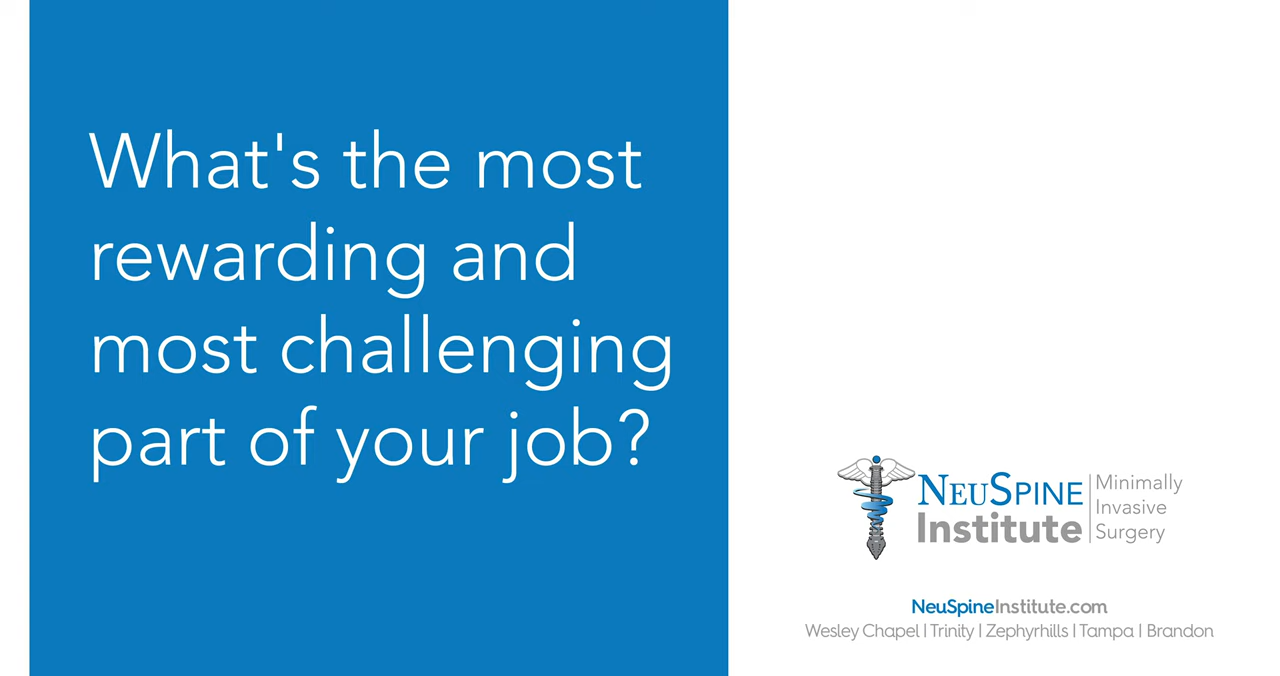 What's the most
rewarding and
most challenging
part of your job?
NEUSPINE
Institute
Minimally
Invasive
Surgery
NeuSpineInstitute.com
Wesley Chapel | Trinity | Zephyrhills | Tampa | Brandon